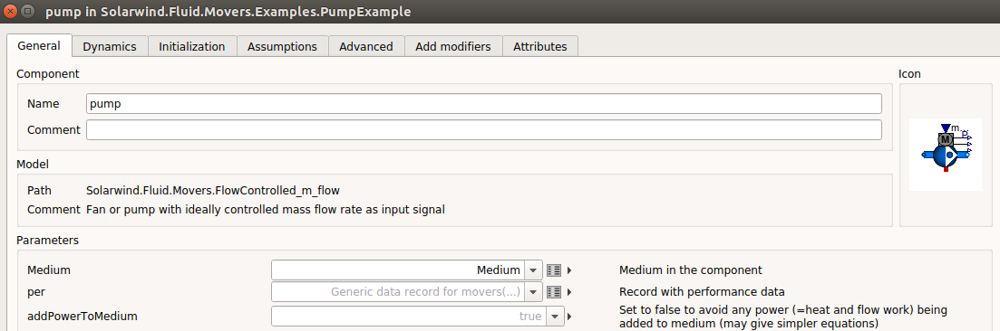 pump in Solarwind.Fluid.Movers.Examples.PumpExample
General Dynamics Initialization Assumptions Advanced Add modifiers Attributes
Component Icon
Name pump
Comment
m...
P
M
Model
Path Solarwind.Fluid.Movers.FlowControlled_m_flow
Comment Fan or pump with ideally controlled mass flow rate as input signal
Parameters
Medium Medium Medium in the component
per Generic data record for movers(...) Record with performance data
addPowerToMedium true Set to false to avoid any power (=heat and flow work) being
added to medium (may give simpler equations)